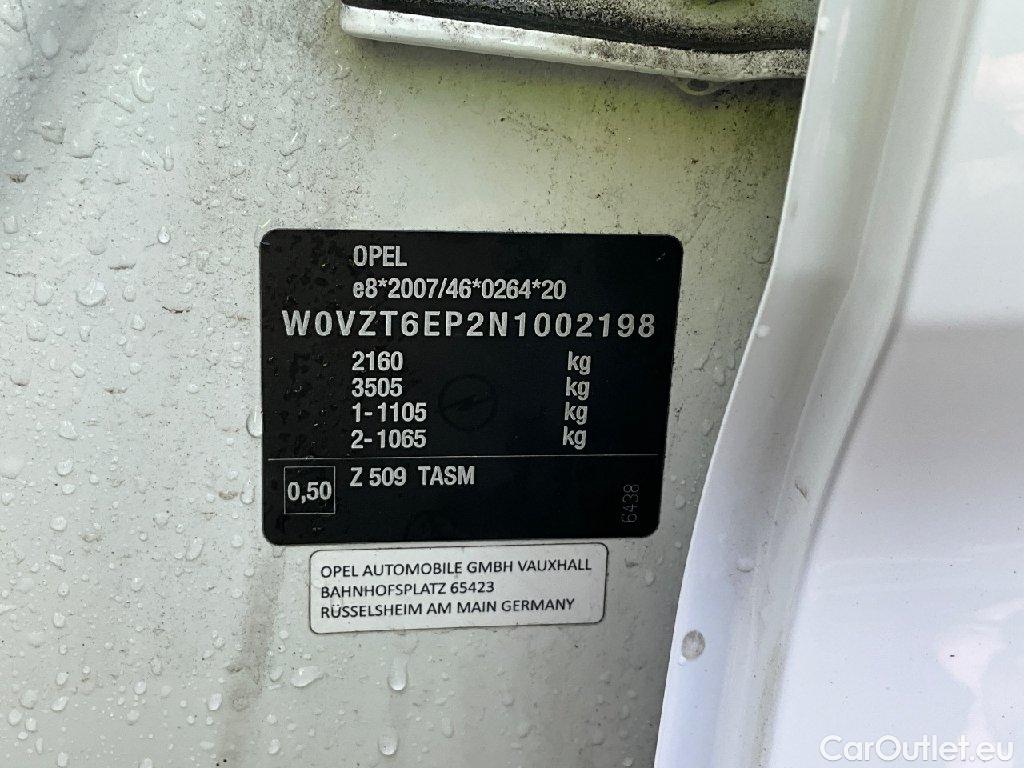 OPEL
e8*2007/46*0264*20
W0VZT6EP2N1002198
2160 kg
3505 kg
1-1105 kg
2-1065 kg
0,50 Z 509 TASM
6438
OPEL AUTOMOBILE GMBH VAUXHALL
BAHNHOFSPLATZ 65423
RÜSSELSHEIM AM MAIN GERMANY
CarOutlet.eu